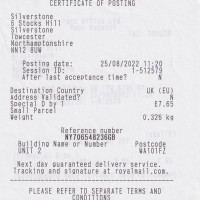 CERTIFICATE OF POSTING
Silverstone
6 Stocks Hill
Silverstone
Towcester
Northamptonshire
NN12 8UW
Posting date: 25/08/2022 11:20
Session ID: 1-512579
After last acceptance time? N
Destination Country UK (EU)
Address Validated? N
Special D by 1 £7.65
Small Parcel
Weight 0.326 kg
Reference number
NY706548236GB
Building Name or Number Postcode
UNIT 2 WA101FZ
Next day guaranteed delivery service.
Tracking and signature at royalmail.com.
PLEASE REFER TO SEPARATE TERMS AND
CONDITIONS